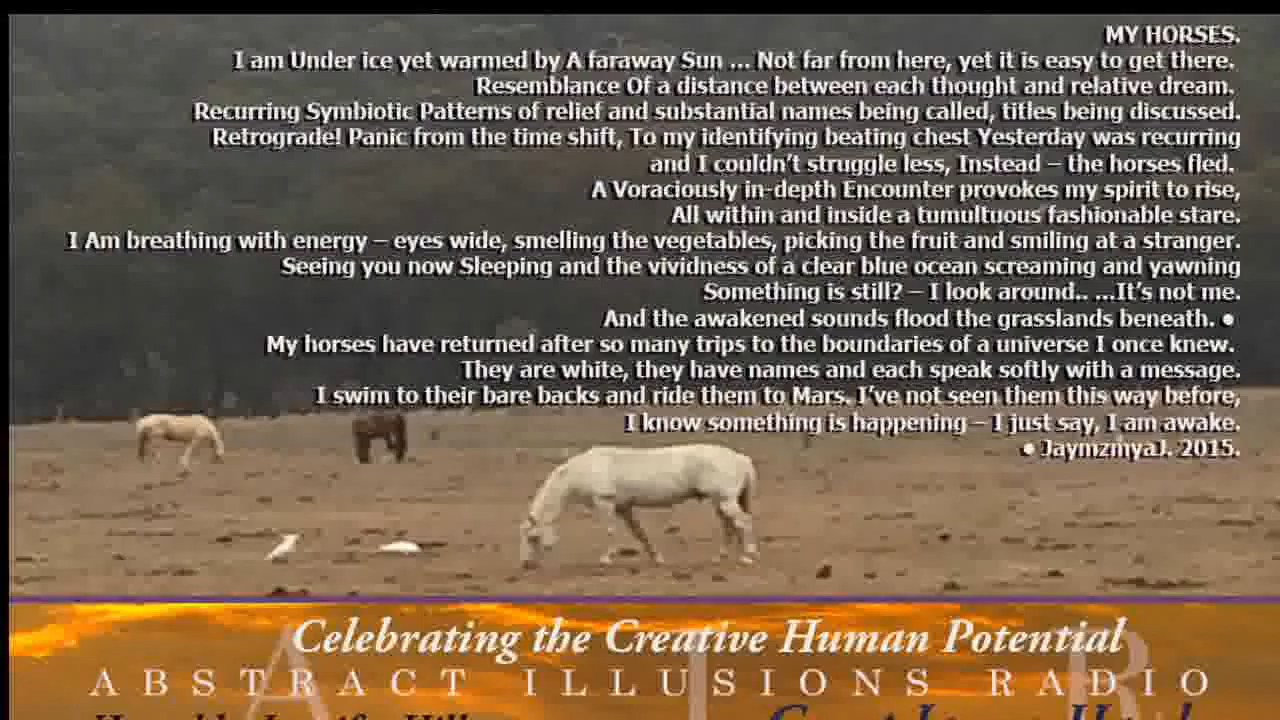 MY HORSES.
I am Under ice yet warmed by A faraway Sun ... Not far from here, yet it is easy to get there.
Resemblance Of a distance between each thought and relative dream.
Recurring Symbiotic Patterns of relief and substantial names being called, titles being discussed.
Retrograde! Panic from the time shift, To my identifying beating chest Yesterday was recurring
and I couldn't struggle less, Instead – the horses fled.
A Voraciously in-depth Encounter provokes my spirit to rise,
All within and inside a tumultuous fashionable stare.
I Am breathing with energy – eyes wide, smelling the vegetables, picking the fruit and smiling at a stranger.
Seeing you now Sleeping and the vividness of a clear blue ocean screaming and yawning
Something is still? – I look around.. ...It's not me.
And the awakened sounds flood the grasslands beneath. •
My horses have returned after so many trips to the boundaries of a universe I once knew.
They are white, they have names and each speak softly with a message.
I swim to their bare backs and ride them to Mars. I've not seen them this way before,
I know something is happening – I just say, I am awake.
• JaymzmyaJ. 2015.
Celebrating the Creative Human Potential
A I R
ABSTRACT ILLUSIONS RADIO